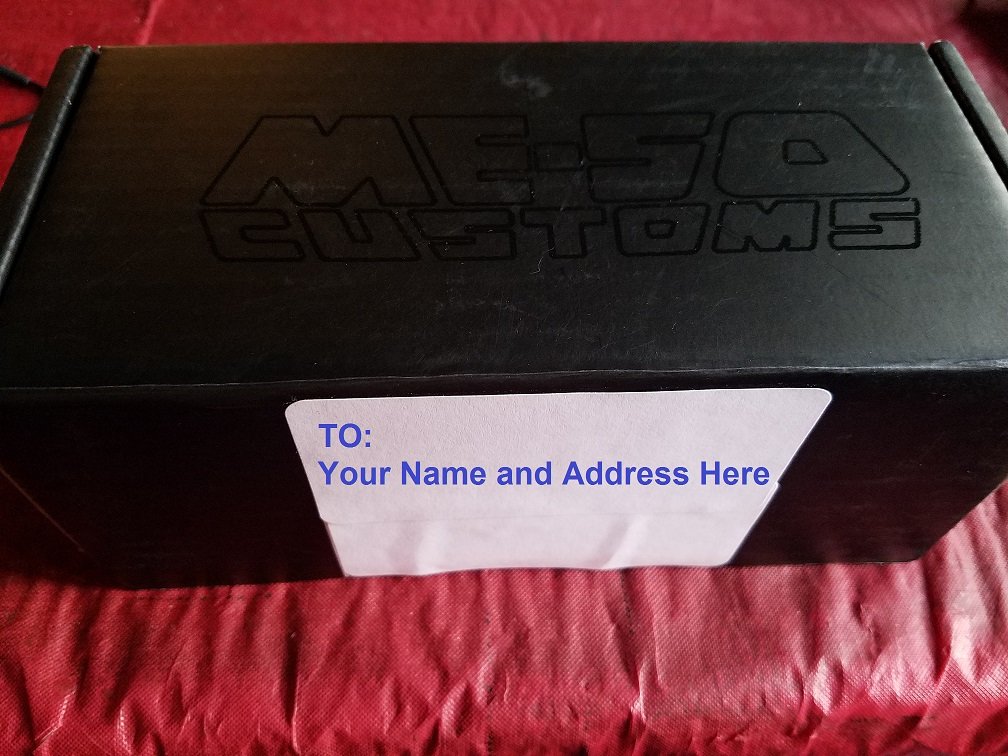 ME·SO
CUSTOMS
TO:
Your Name and Address Here